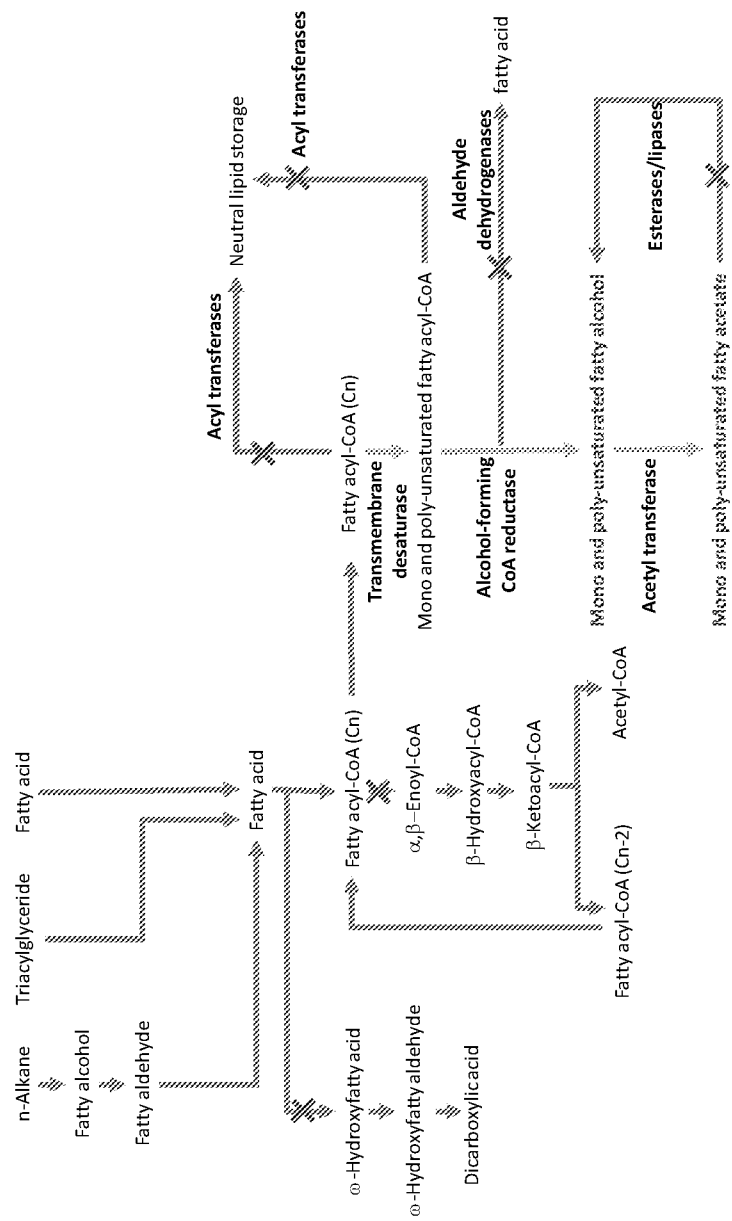 n-Alkane
Triacylglyceride
Fatty acid
Fatty alcohol
Fatty aldehyde
Fatty acid
ω-Hydroxyfatty acid
ω-Hydroxyfatty aldehyde
Dicarboxylic acid
Fatty acyl-CoA (Cn)
α,β–Enoyl-CoA
β-Hydroxyacyl-CoA
β-Ketoacyl-CoA
Fatty acyl-CoA (Cn-2)
Acetyl-CoA
Acyl transferases
Neutral lipid storage
Acyl transferases
Fatty acyl-CoA (Cn)
Transmembrane
desaturase
Mono and poly-unsaturated fatty acyl-CoA
Alcohol-forming
CoA reductase
Aldehyde
dehydrogenases
fatty acid
Mono and poly-unsaturated fatty alcohol
Acetyl transferase
Esterases/lipases
Mono and poly-unsaturated fatty acetate